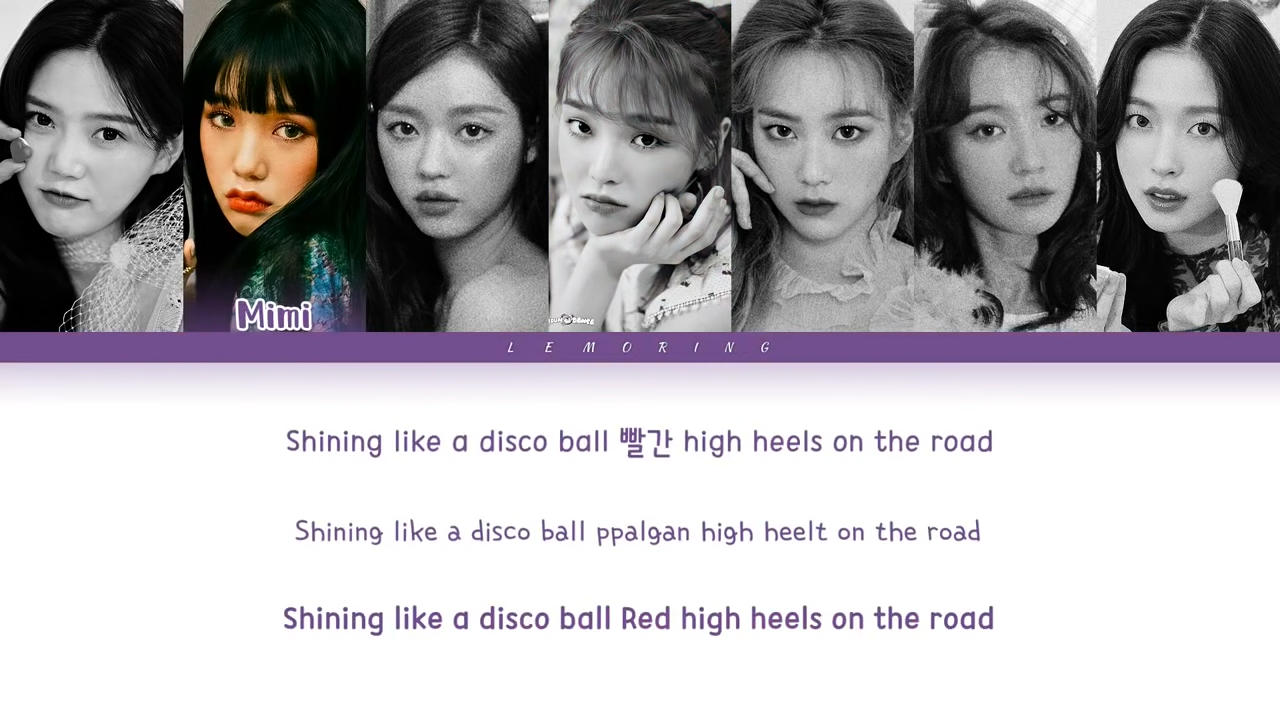 Mimi
LEMORING
Shining like a disco ball 빨간 high heels on the road
Shining like a disco ball ppalgan high heelt on the road
Shining like a disco ball Red high heels on the road